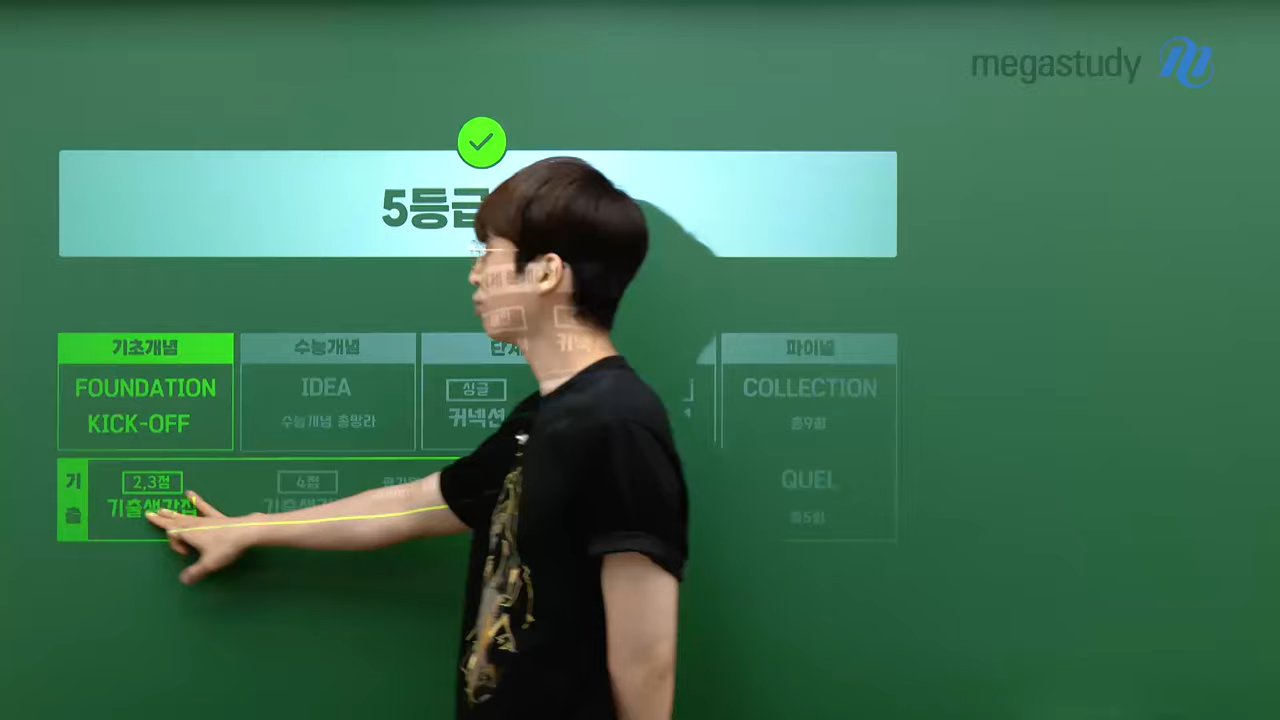 megastudy
5등급
기초개념
FOUNDATION
KICK-OFF
수능개념
IDEA
수능개념 총망라
싱글
커넥션
파이널
COLLECTION
총9회
QUEL
총5회
기출
2,3점
기출생각집
4점